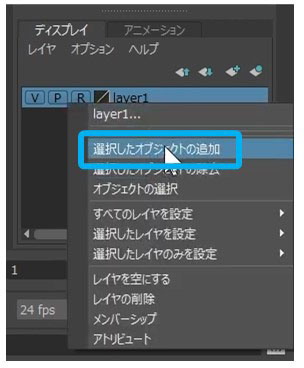 ディスプレイ アニメーション
レイヤ オプション ヘルプ
V P R layer1
layer1...
選択したオブジェクトの追加
選択したオブジェクトの除去
オブジェクトの選択
すべてのレイヤを設定
選択したレイヤを設定
選択したレイヤのみを設定
1
レイヤを空にする
24 fps
レイヤの削除
メンバーシップ
アトリビュート